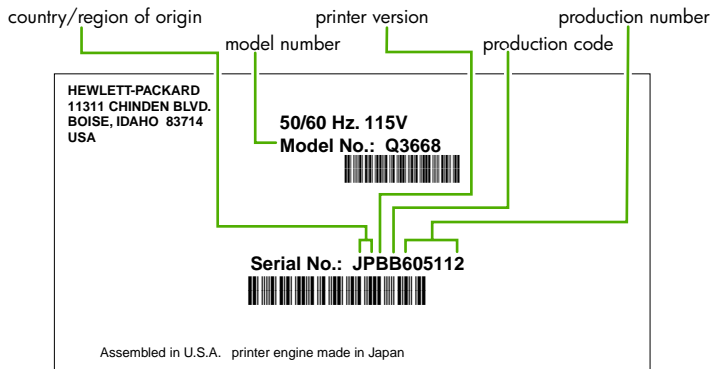 country/region of origin
printer version
production number
model number
production code
HEWLETT-PACKARD
11311 CHINDEN BLVD.
BOISE, IDAHO 83714
USA
50/60 Hz. 115V
Model No.: Q3668
Serial No.: JPBB605112
Assembled in U.S.A. printer engine made in Japan